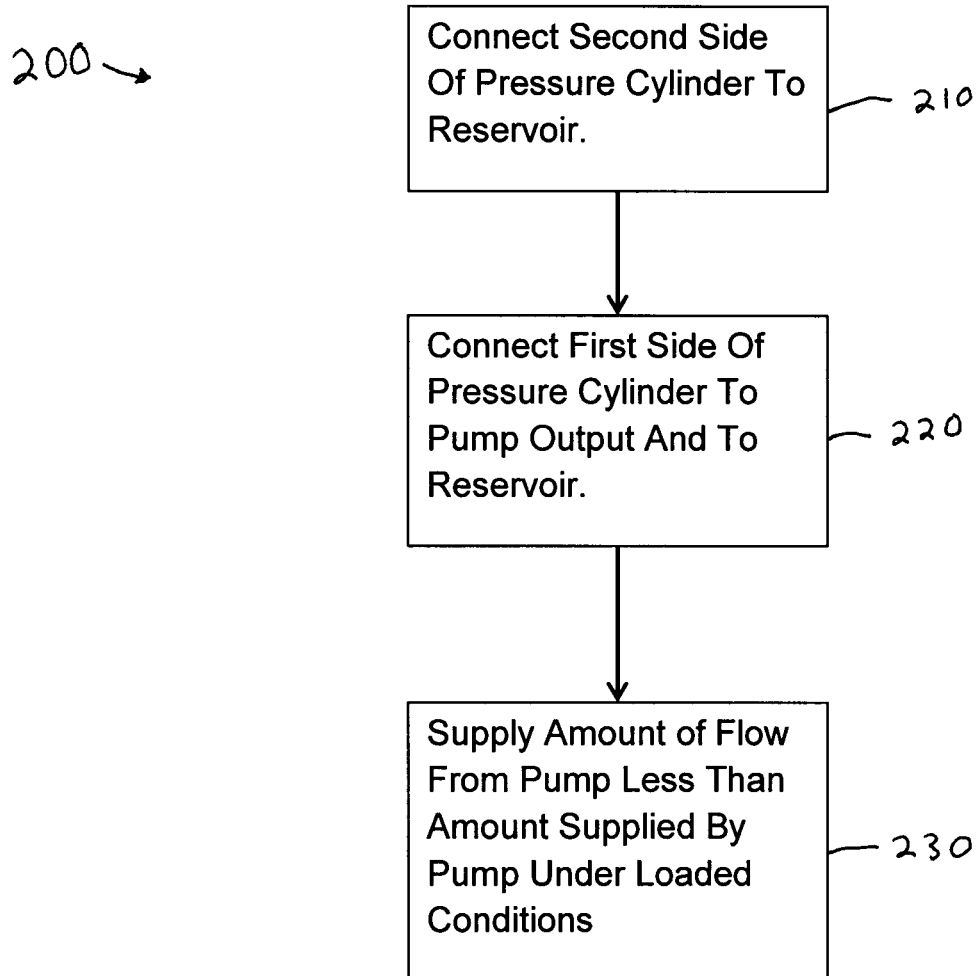 200
Connect Second Side
Of Pressure Cylinder To
Reservoir.
210
Connect First Side Of
Pressure Cylinder To
Pump Output And To
Reservoir.
220
Supply Amount of Flow
From Pump Less Than
Amount Supplied By
Pump Under Loaded
Conditions
230